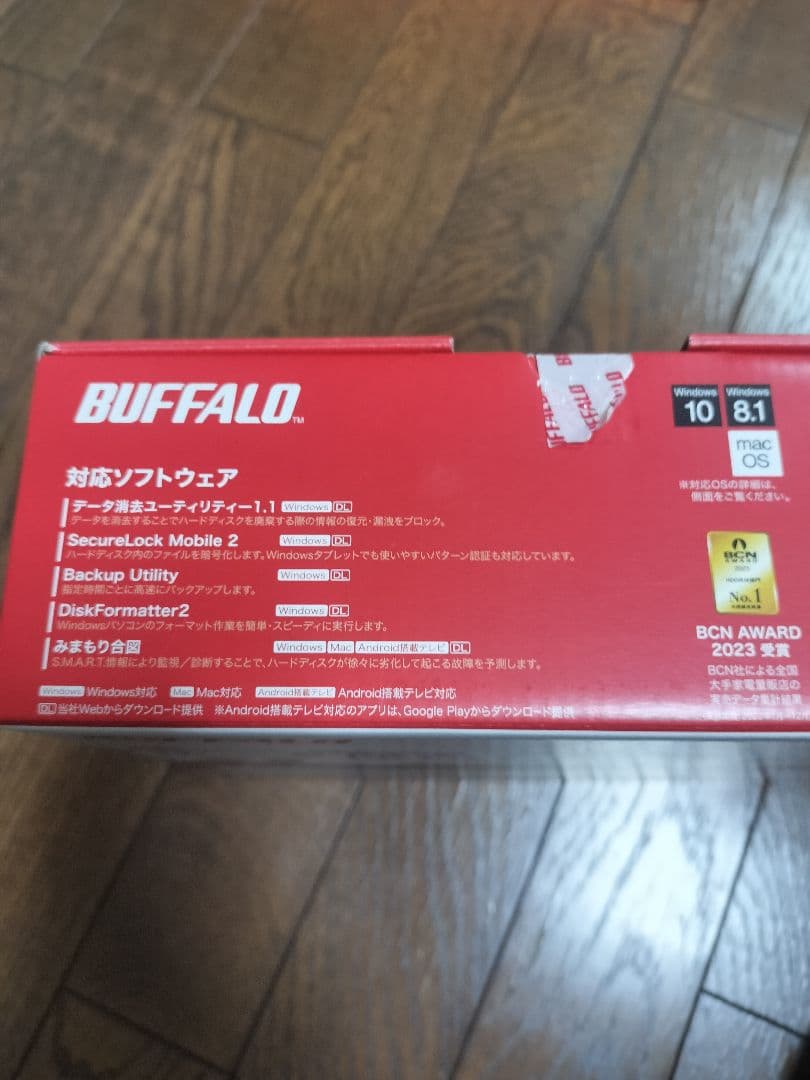 BUFFALO™
対応ソフトウェア
データ消去ユーティリティー1.1 Windows DL
データを消去することでハードディスクを廃棄する際の情報の復元・漏洩をブロック。
SecureLock Mobile 2 Windows DL
ハードディスク内のファイルを暗号化します。Windowsタブレットでも使いやすいパターン認証も対応しています。
Backup Utility Windows DL
指定時間ごとに高速にバックアップします。
DiskFormatter2 Windows DL
Windowsパソコンのフォーマット作業を簡単・スピーディに実行します。
みまもり合図 Windows Mac Android搭載テレビ DL
S.M.A.R.T.情報により監視／診断することで、ハードディスクが徐々に劣化して起こる故障を予測します。
Windows Windows対応 Mac Mac対応 Android搭載テレビ Android搭載テレビ対応
DL 当社Webからダウンロード提供 ※Android搭載テレビ対応のアプリは、Google Playからダウンロード提供
BUFFALO
Windows 10
Windows 8.1
mac OS
※対応OSの詳細は、
側面をご覧ください。
BCN
AWARD
2023
No.1
BCN AWARD
2023 受賞
BCN社による全国
大手家電量販店の